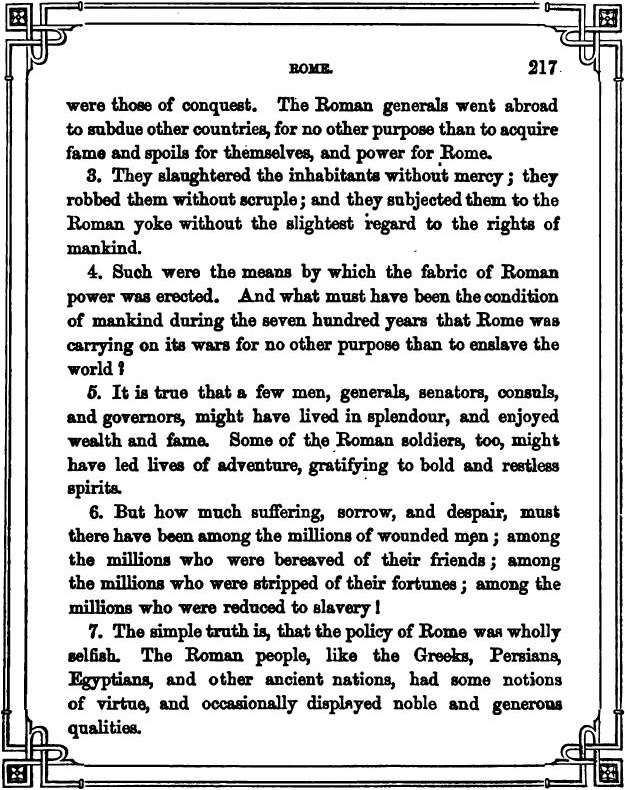 ROME.
217
were those of conquest. The Roman generals went abroad
to subdue other countries, for no other purpose than to acquire
fame and spoils for themselves, and power for Rome.
3. They slaughtered the inhabitants without mercy; they
robbed them without scruple; and they subjected them to the
Roman yoke without the slightest regard to the rights of
mankind.
4. Such were the means by which the fabric of Roman
power was erected. And what must have been the condition
of mankind during the seven hundred years that Rome was
carrying on its wars for no other purpose than to enslave the
world?
5. It is true that a few men, generals, senators, consuls,
and governors, might have lived in splendour, and enjoyed
wealth and fame. Some of the Roman soldiers, too, might
have led lives of adventure, gratifying to bold and restless
spirits.
6. But how much suffering, sorrow, and despair, must
there have been among the millions of wounded men; among
the millions who were bereaved of their friends; among
the millions who were stripped of their fortunes; among the
millions who were reduced to slavery!
7. The simple truth is, that the policy of Rome was wholly
selfish. The Roman people, like the Greeks, Persians,
Egyptians, and other ancient nations, had some notions
of virtue, and occasionally displayed noble and generous
qualities.